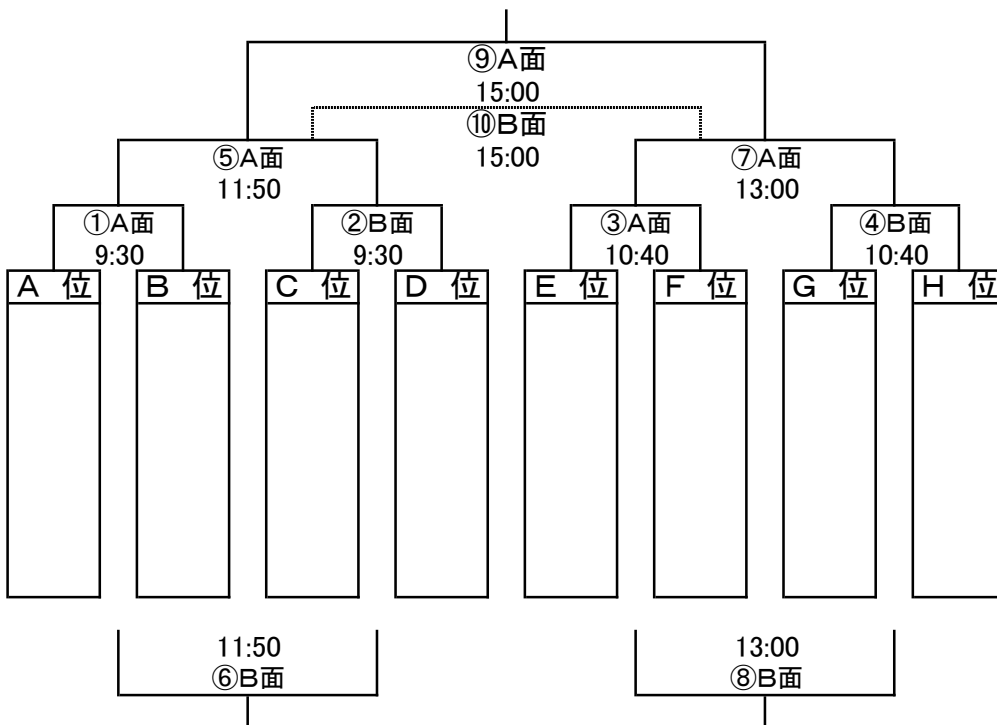 ⑨A面
15:00
⑩B面
15:00
⑤A面
11:50
⑦A面
13:00
①A面
9:30
②B面
9:30
③A面
10:40
④B面
10:40
A 位
B 位
C 位
D 位
E 位
F 位
G 位
H 位
11:50
⑥B面
13:00
⑧B面